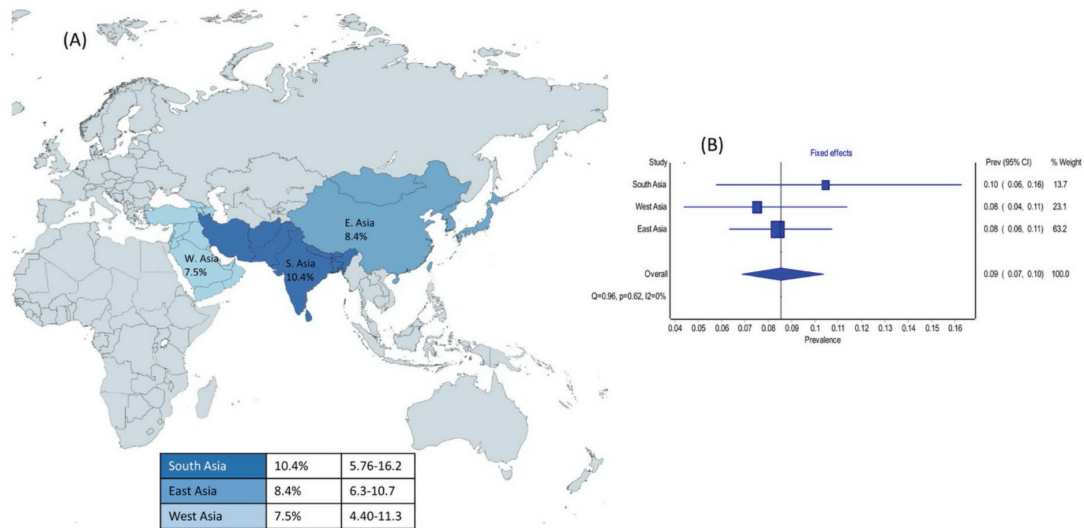 (A)
E. Asia
8.4%
W. Asia
7.5%
S. Asia
10.4%
South Asia 10.4% 5.76-16.2
East Asia 8.4% 6.3-10.7
West Asia 7.5% 4.40-11.3
(B)
Fixed effects
Study Prev (95% CI) % Weight
South Asia 0.10 ( 0.06, 0.16) 13.7
West Asia 0.08 ( 0.04, 0.11) 23.1
East Asia 0.08 ( 0.06, 0.11) 63.2
Overall 0.09 ( 0.07, 0.10) 100.0
Q=0.96, p=0.62, I2=0%
0.04 0.05 0.06 0.07 0.08 0.09 0.1 0.11 0.12 0.13 0.14 0.15 0.16
Prevalence